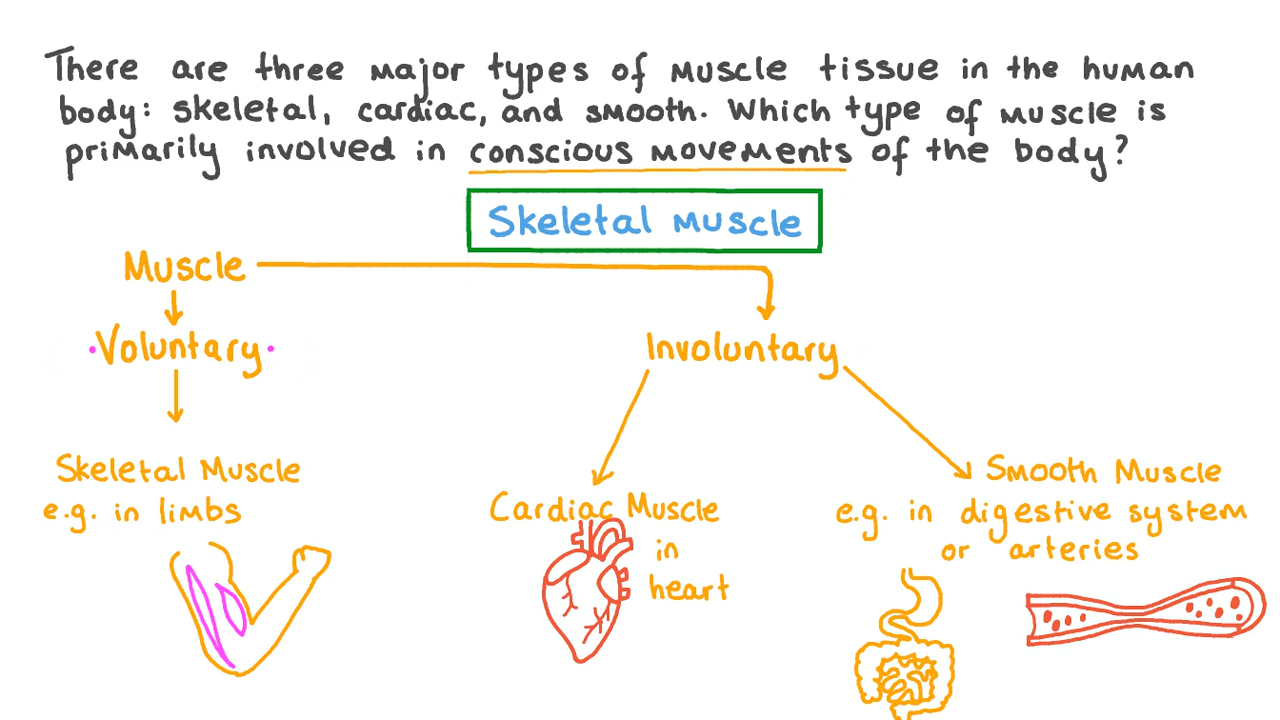 There are three major types of muscle tissue in the human
body: skeletal, cardiac, and smooth. Which type of muscle is
primarily involved in conscious movements of the body?
Skeletal muscle
Muscle
Voluntary
Involuntary
Skeletal Muscle
e.g. in limbs
Cardiac Muscle
in
heart
Smooth Muscle
e.g. in digestive system
or arteries